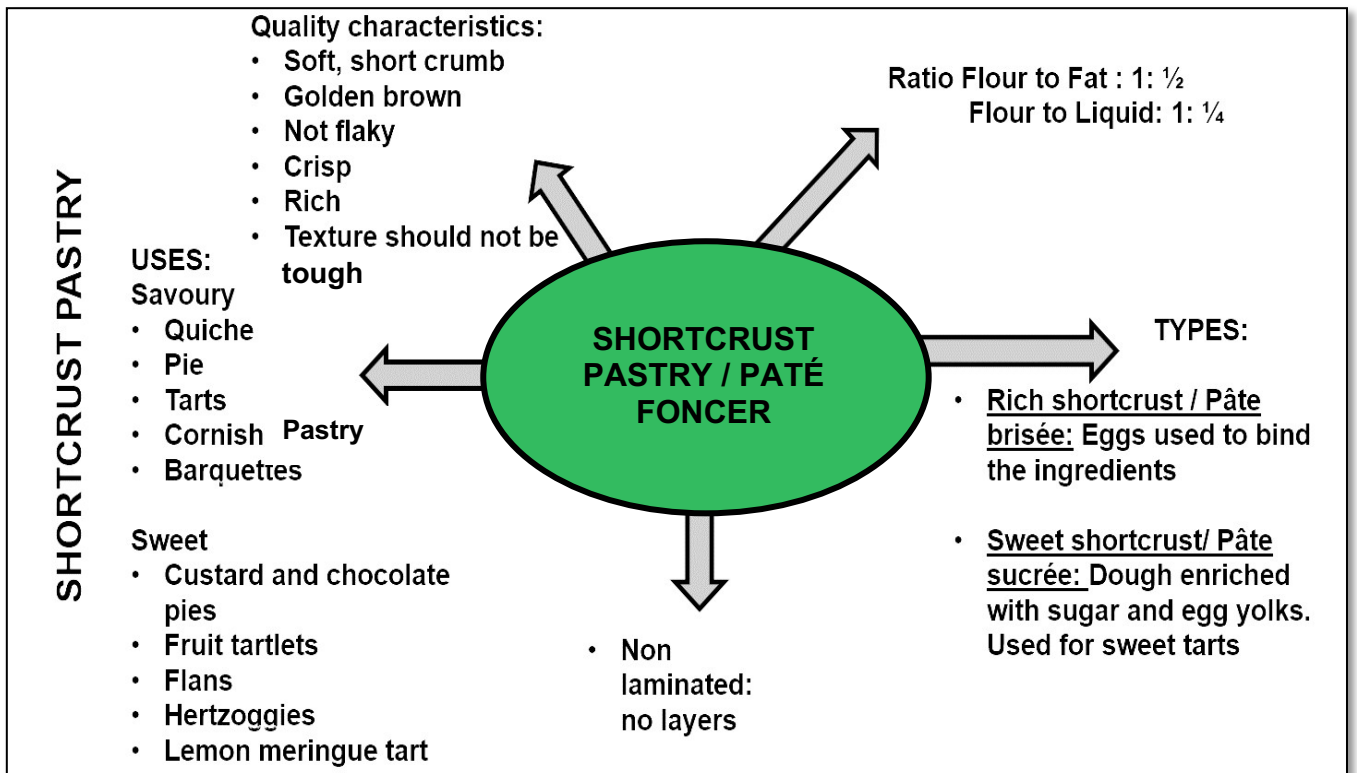 SHORTCRUST PASTRY
Quality characteristics:
• Soft, short crumb
• Golden brown
• Not flaky
• Crisp
• Rich
• Texture should not be
tough
Ratio Flour to Fat : 1: ½
Flour to Liquid: 1: ¼
USES:
Savoury
• Quiche
• Pie
• Tarts
• Cornish Pastry
• Barquettes
Sweet
• Custard and chocolate
pies
• Fruit tartlets
• Flans
• Hertzoggies
• Lemon meringue tart
SHORTCRUST
PASTRY / PATÉ
FONCER
• Non
laminated:
no layers
TYPES:
• Rich shortcrust / Pâte
brisée: Eggs used to bind
the ingredients
• Sweet shortcrust/ Pâte
sucrée: Dough enriched
with sugar and egg yolks.
Used for sweet tarts